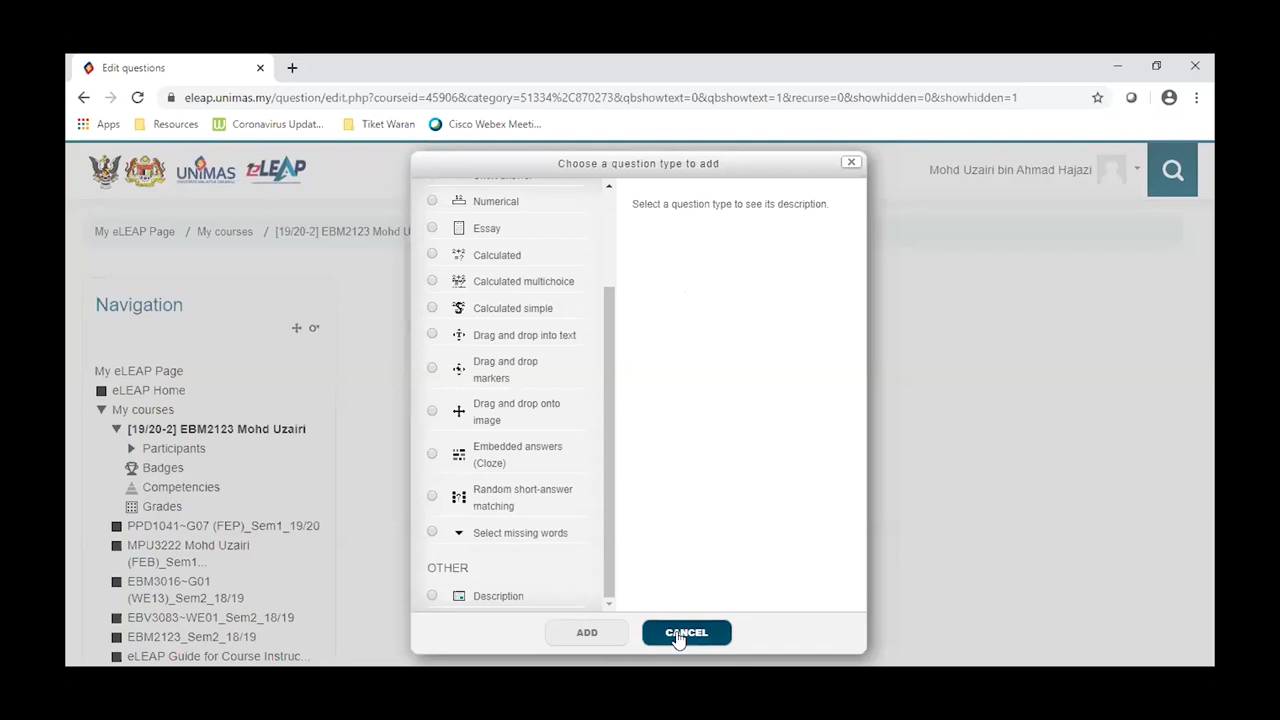 Edit questions
eleap.unimas.my/question/edit.php?courseid=45906&category=51334%2C870273&qbshowtext=0&qbshowtext=1&recurse=0&showhidden=0&showhidden=1
Apps Resources Coronavirus Updat... Tiket Waran Cisco Webex Meeti...
Choose a question type to add
UNIMAS eLEAP
Mohd Uzairi bin Ahmad Hajazi
My eLEAP Page / My courses / [19/20-2] EBM2123 Mohd U
Numerical
Essay
Calculated
Calculated multichoice
Calculated simple
Drag and drop into text
Drag and drop
markers
Drag and drop onto
image
Embedded answers
(Cloze)
Random short-answer
matching
Select missing words
OTHER
Description
Select a question type to see its description.
ADD CANCEL
Navigation
My eLEAP Page
eLEAP Home
My courses
[19/20-2] EBM2123 Mohd Uzairi
Participants
Badges
Competencies
Grades
PPD1041~G07 (FEP)_Sem1_19/20
MPU3222 Mohd Uzairi
(FEB)_Sem1...
EBM3016~G01
(WE13)_Sem2_18/19
EBV3083~WE01_Sem2_18/19
EBM2123_Sem2_18/19
eLEAP Guide for Course Instruc...